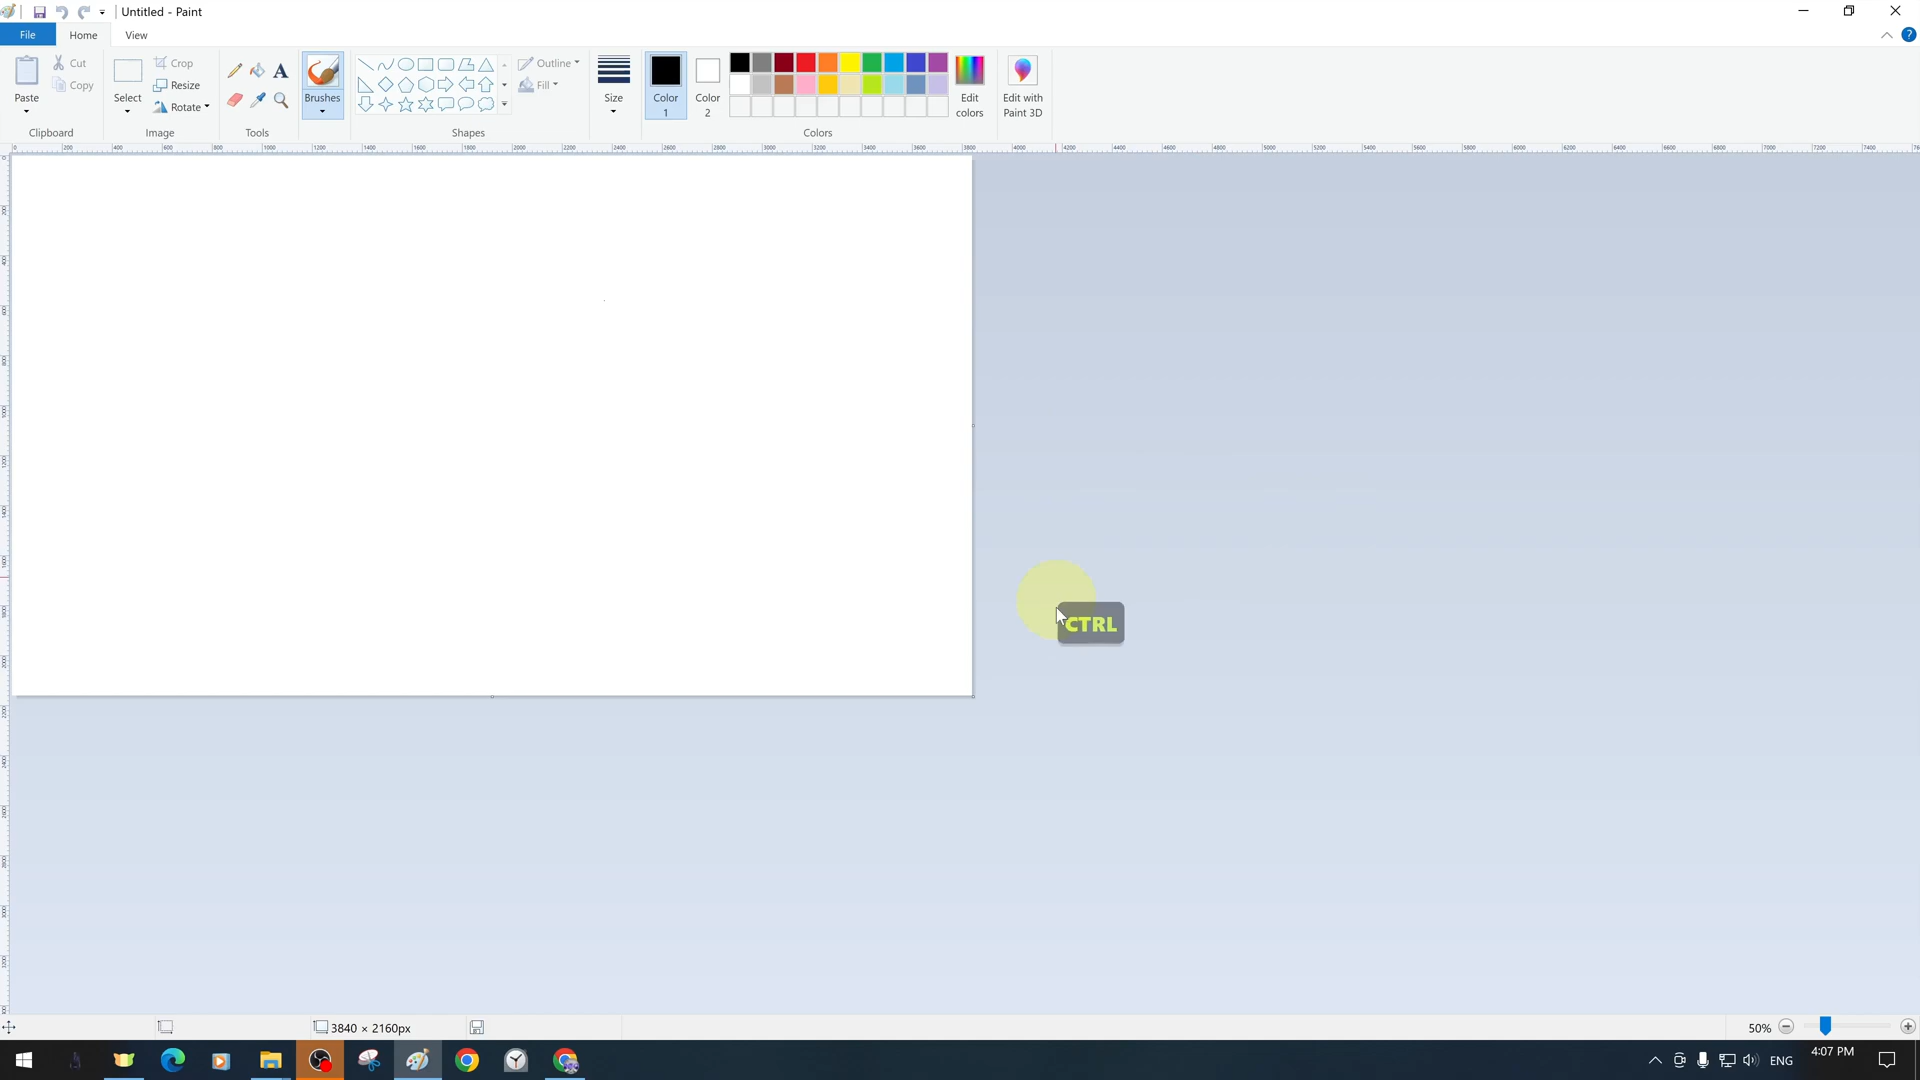 Untitled - Paint
File Home View
Cut
Copy
Paste
Clipboard
Select
Crop
Resize
Rotate
Image
A
Tools
Brushes
Outline
Fill
Shapes
Size
Color
1
Color
2
Edit
colors
Colors
Edit with
Paint 3D
?
CTRL
3840 × 2160px
50%
ENG
4:07 PM